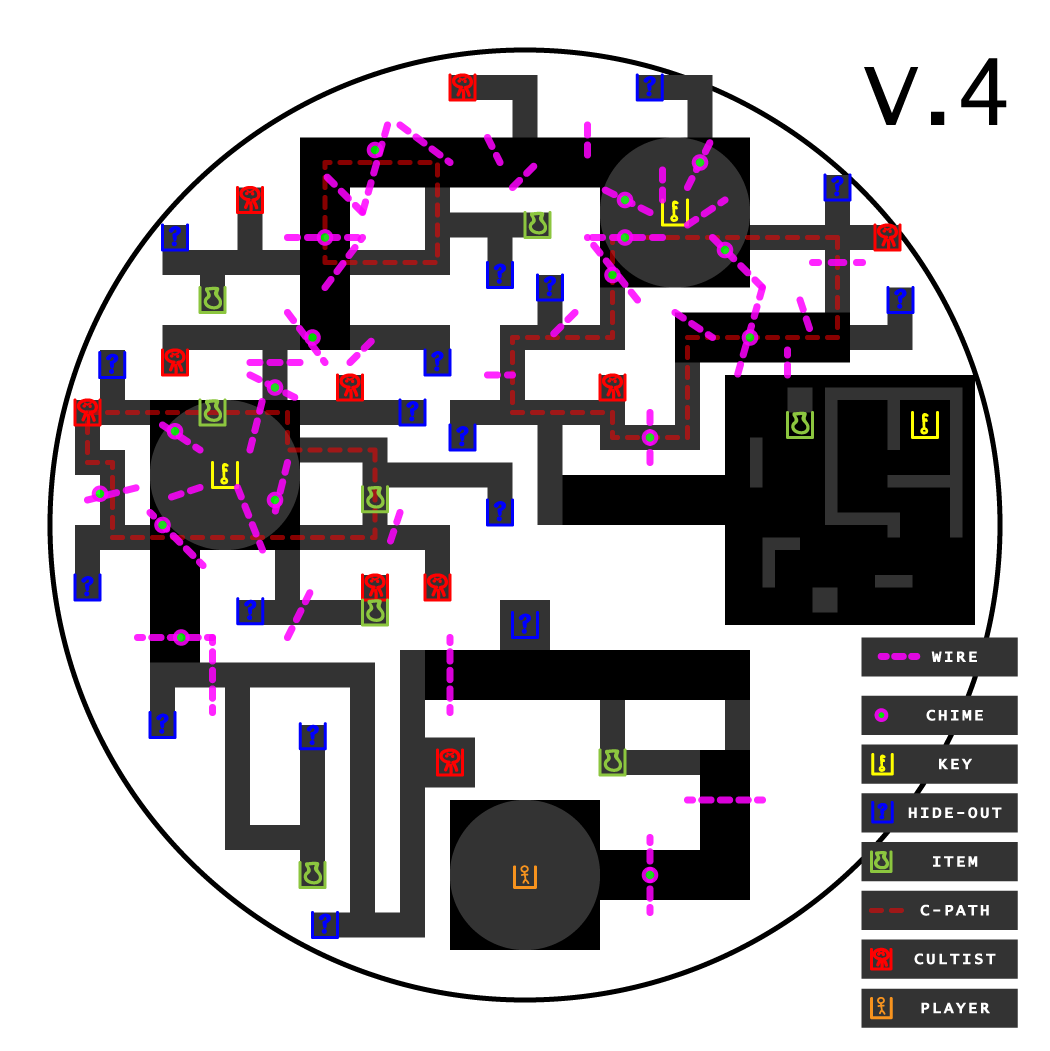 v.4
WIRE
CHIME
KEY
HIDE-OUT
ITEM
C-PATH
CULTIST
PLAYER